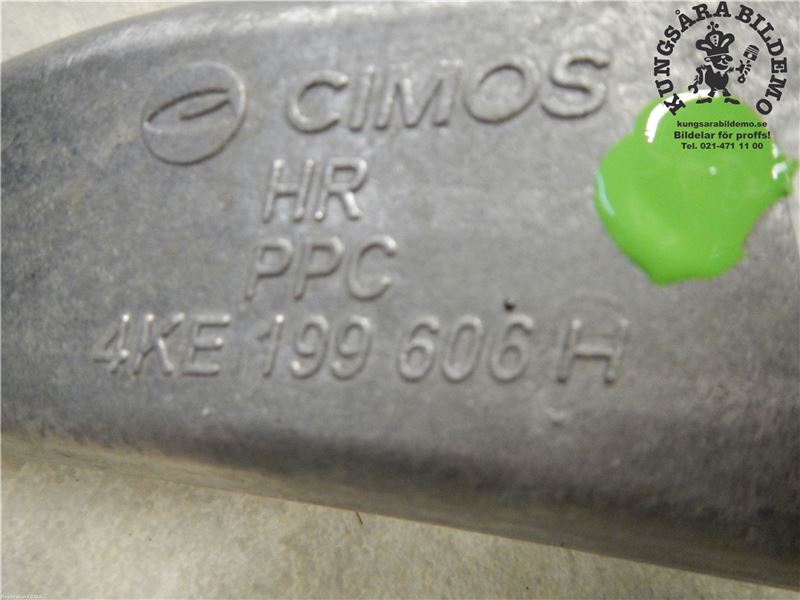 CIMOS
HR
PPC
4KE 199 606 H
KUNGSÅRA BILDEMO
kungsarabildemo.se
Bildelar för proffs!
Tel. 021-471 11 00